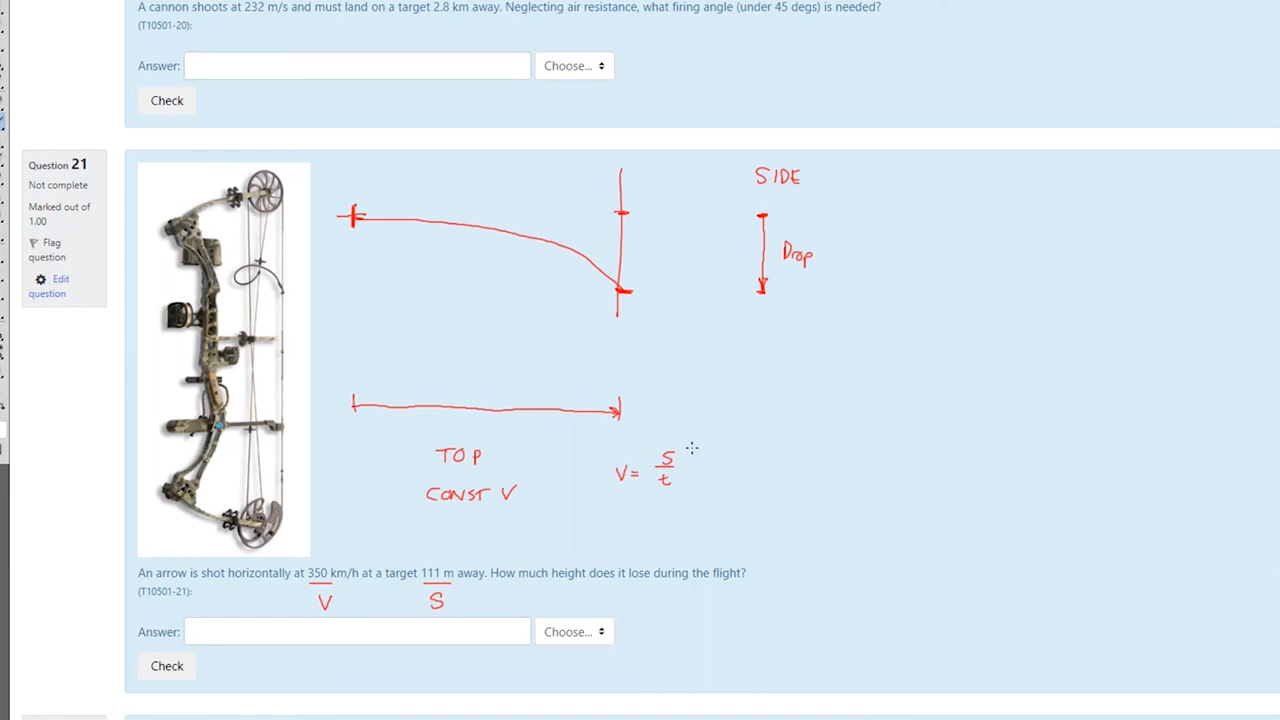 A cannon shoots at 232 m/s and must land on a target 2.8 km away. Neglecting air resistance, what firing angle (under 45 degs) is needed?
(T10501-20):
Answer:
Choose...
Check
Question 21
Not complete
Marked out of
1.00
Flag
question
Edit
question
SIDE
Drop
TOP
CONST V
V = S
t
An arrow is shot horizontally at 350 km/h at a target 111 m away. How much height does it lose during the flight?
(T10501-21):
V
S
Answer:
Choose...
Check